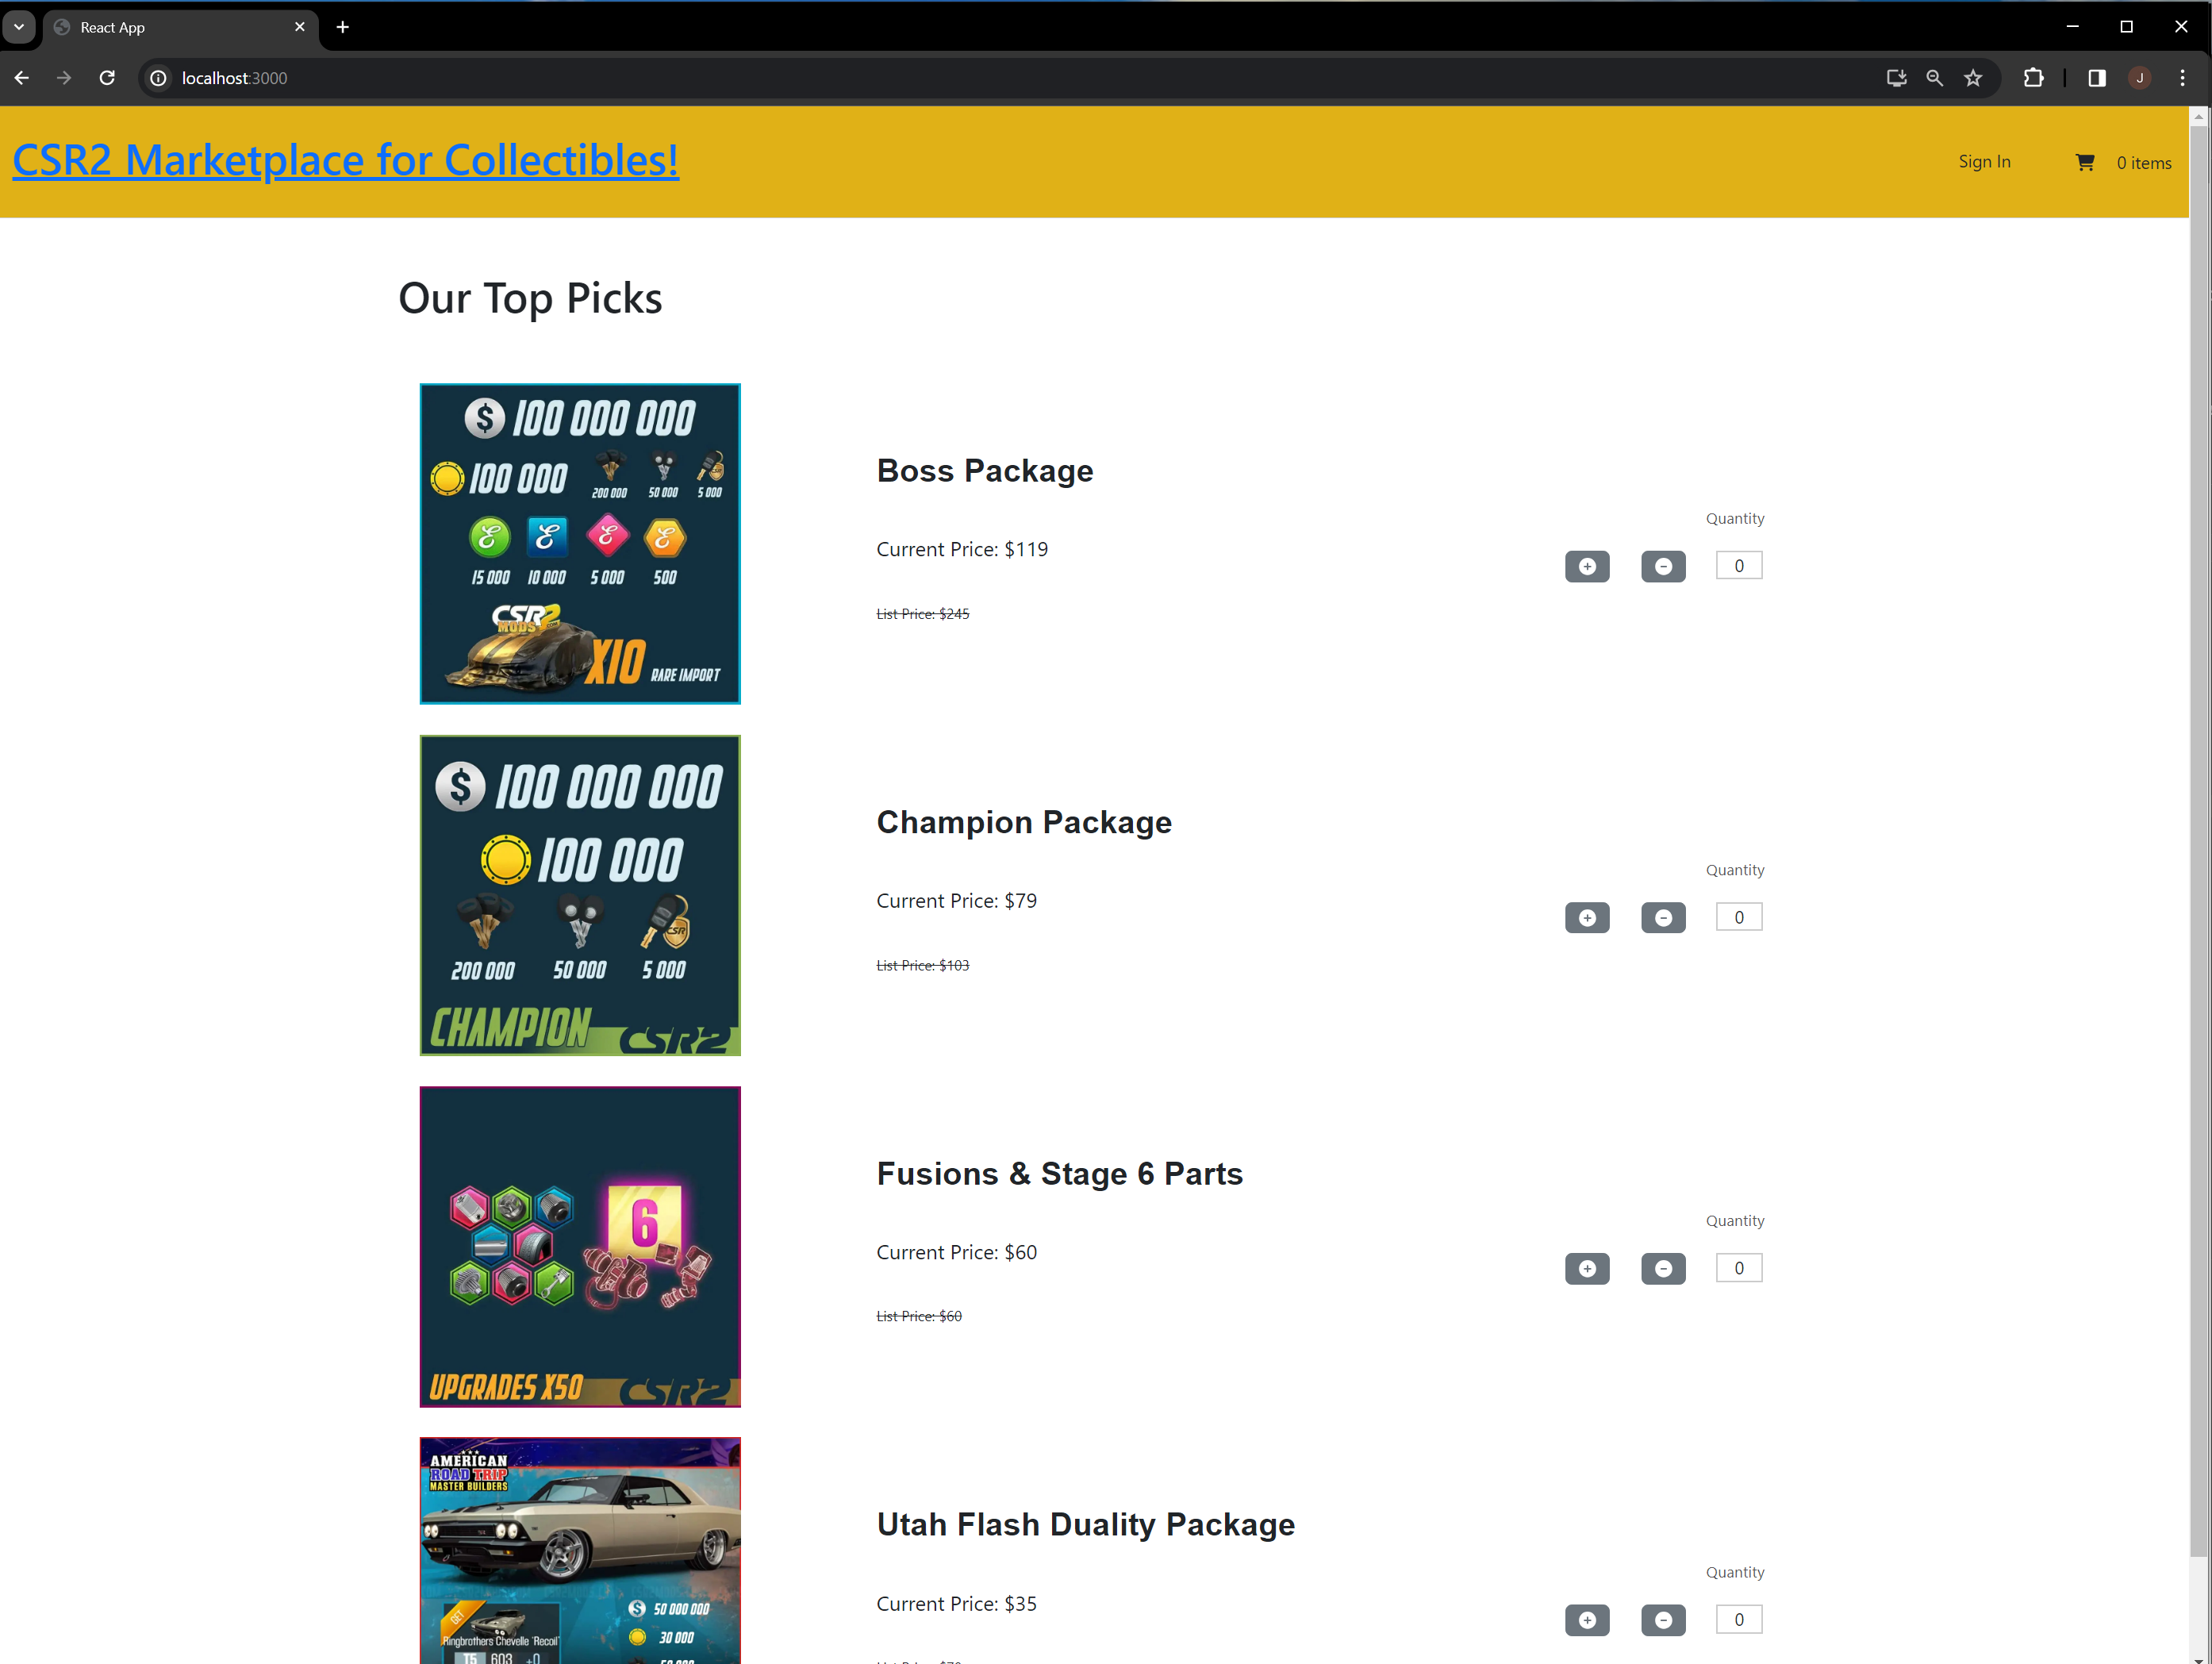 React App
localhost:3000
J
CSR2 Marketplace for Collectibles!
Sign In
0 items
Our Top Picks
$ 100 000 000
100 000
200 000 50 000 5 000
15 000 10 000 5 000 500
CSR2
MODS
X10 RARE IMPORT
Boss Package
Quantity
Current Price: $119
0
List Price: $245
$ 100 000 000
100 000
CSR
200 000 50 000 5 000
CHAMPION CSR2
Champion Package
Quantity
Current Price: $79
0
List Price: $103
6
UPGRADES X50 CSR2
Fusions & Stage 6 Parts
Quantity
Current Price: $60
0
List Price: $60
AMERICAN
ROAD TRIP
MASTER BUILDERS
GET
$ 50 000 000
30 000
Ringbrothers Chevelle 'Recoil'
T5 603 +0
Utah Flash Duality Package
Quantity
Current Price: $35
0